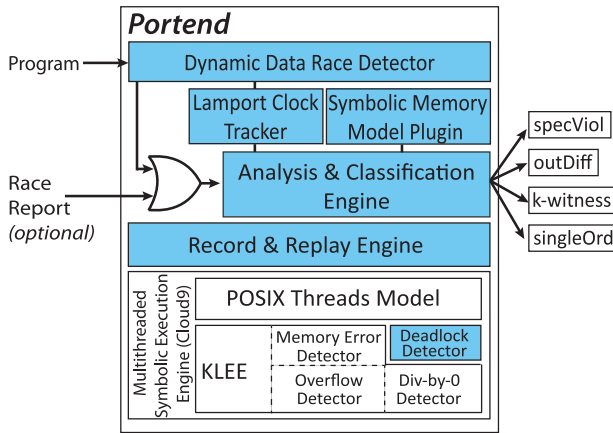 Portend
Program
Dynamic Data Race Detector
Lamport Clock
Tracker
Symbolic Memory
Model Plugin
specViol
outDiff
k-witness
singleOrd
Analysis & Classification
Engine
Race
Report
(optional)
Record & Replay Engine
Multithreaded
Symbolic Execution
Engine (Cloud9)
POSIX Threads Model
KLEE
Memory Error
Detector
Deadlock
Detector
Overflow
Detector
Div-by-0
Detector